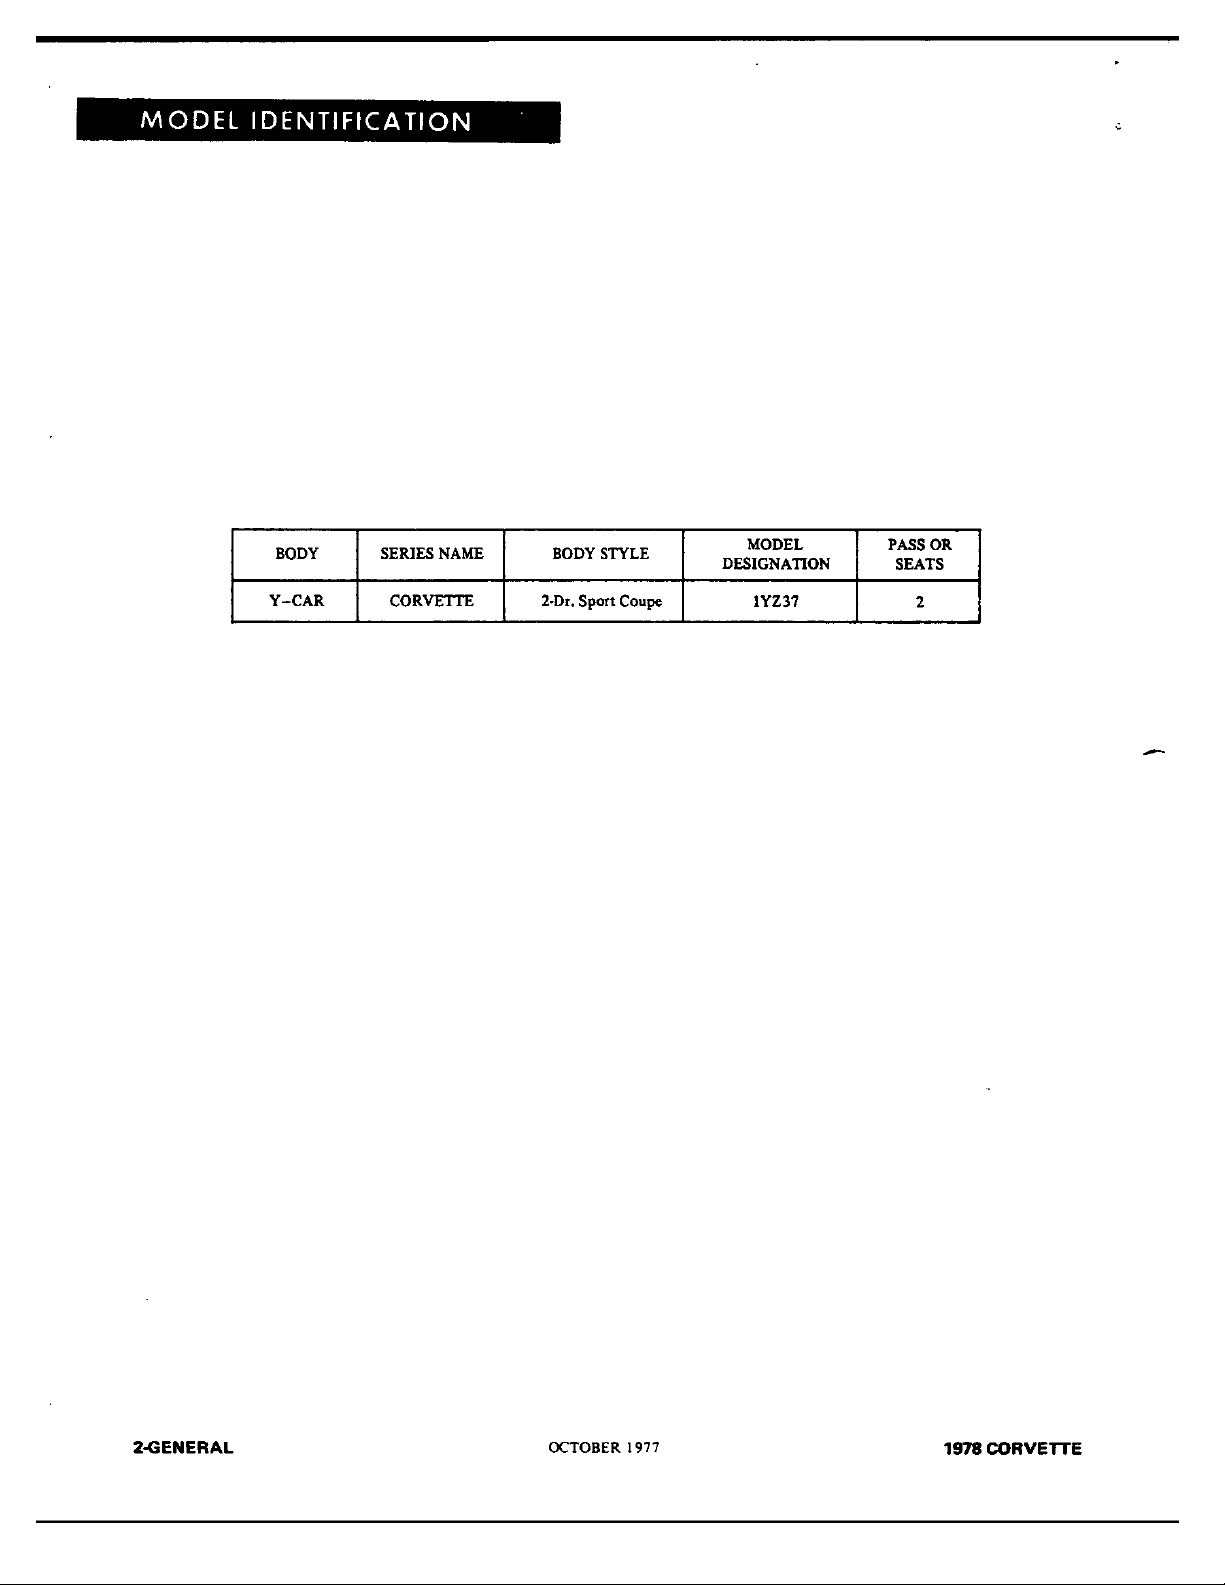 MODEL IDENTIFICATION
BODY SERIES NAME BODY STYLE MODEL DESIGNATION PASS OR SEATS
Y-CAR CORVETTE 2-Dr. Sport Coupe 1YZ37 2
2-GENERAL OCTOBER 1977 1978 CORVETTE